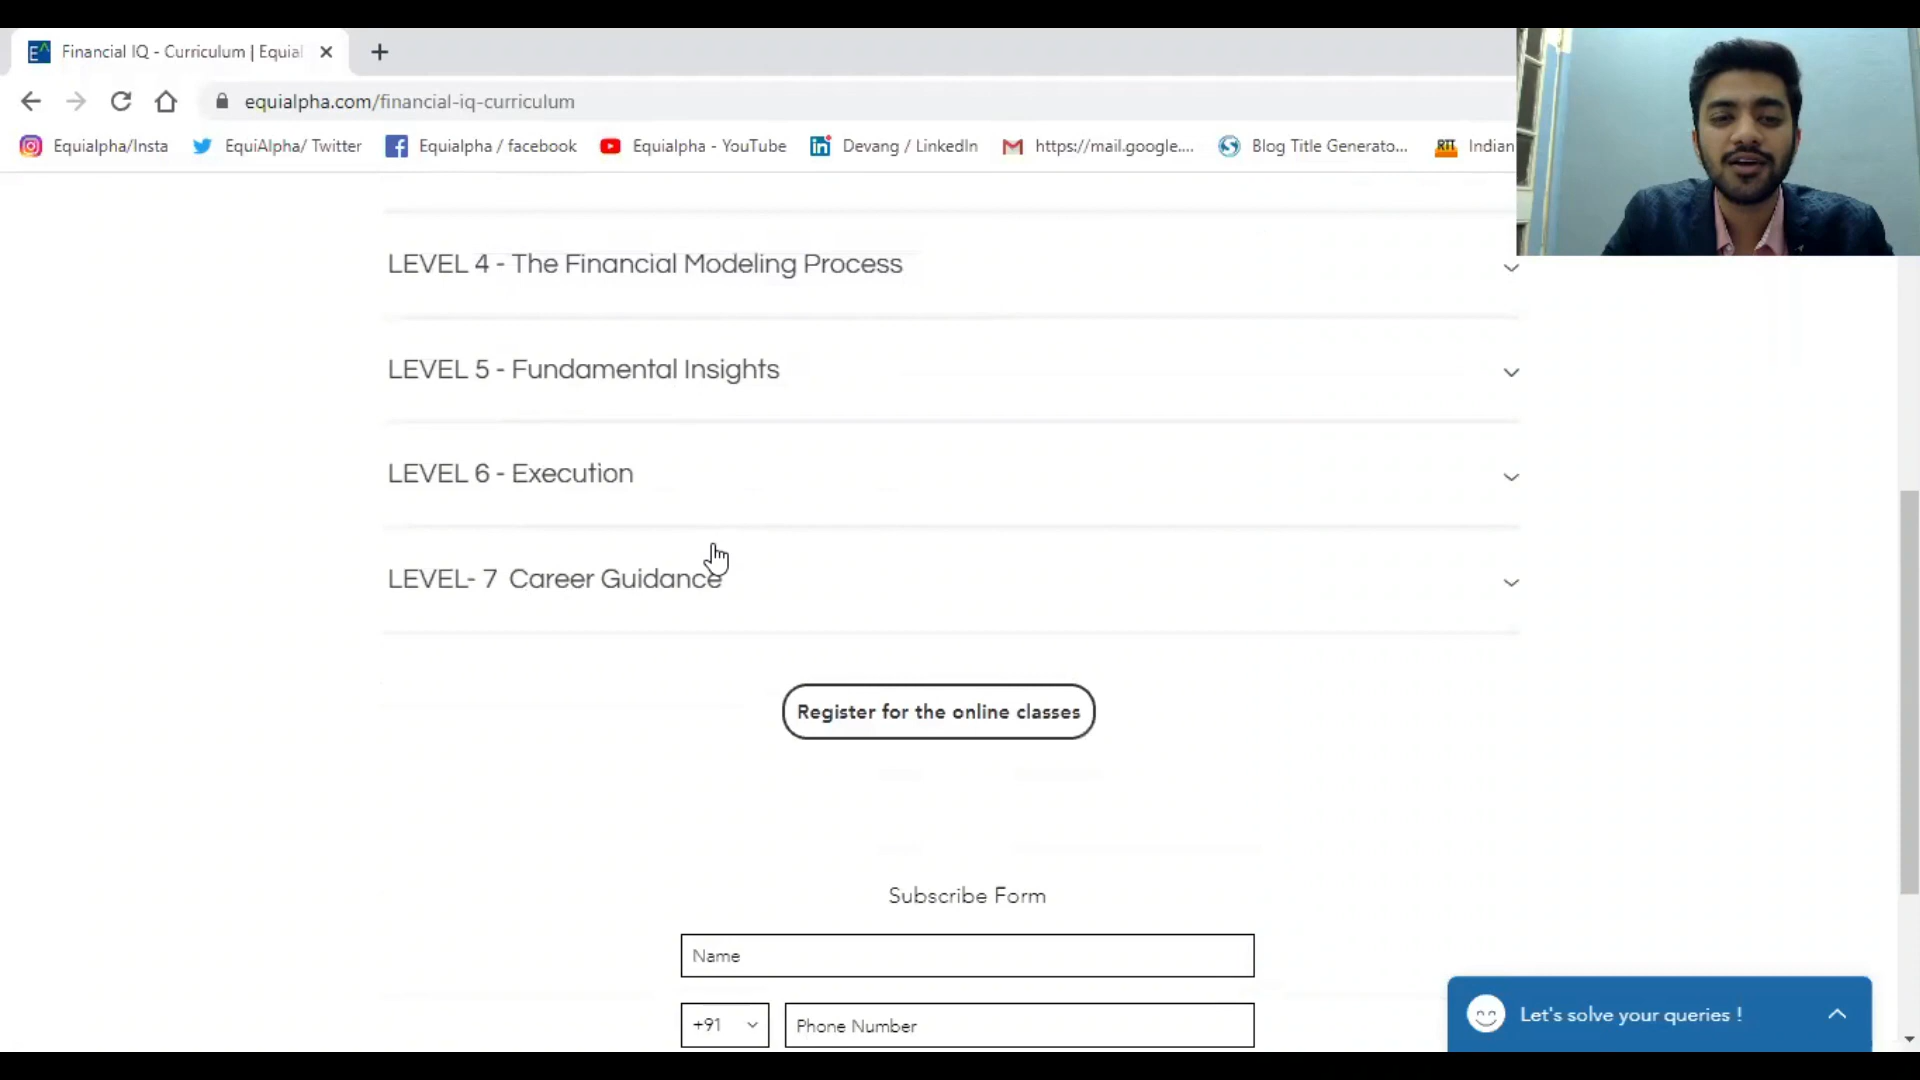 Financial IQ - Curriculum | Equial
equialpha.com/financial-iq-curriculum
Equialpha/Insta
EquiAlpha/ Twitter
Equialpha / facebook
Equialpha - YouTube
Devang / LinkedIn
https://mail.google....
Blog Title Generato...
RTI Indian
LEVEL 4 - The Financial Modeling Process
LEVEL 5 - Fundamental Insights
LEVEL 6 - Execution
LEVEL- 7 Career Guidance
Register for the online classes
Subscribe Form
Name
+91
Phone Number
Let's solve your queries !